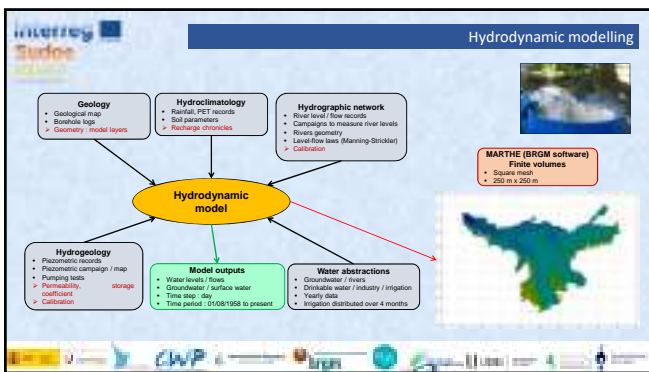 interreg
Sudoe
Hydrodynamic modelling
Geology
• Geological map
• Borehole logs
➢ Geometry : model layers
Hydroclimatology
• Rainfall, PET records
• Soil parameters
➢ Recharge chronicles
Hydrographic network
• River level / flow records
• Campaigns to measure river levels
• Rivers geometry
• Level-flow laws (Manning-Strickler)
➢ Calibration
MARTHE (BRGM software)
Finite volumes
• Square mesh
• 250 m x 250 m
Hydrodynamic
model
Hydrogeology
• Piezometric records
• Piezometric campaign / map
• Pumping tests
➢ Permeability, storage
coefficient
➢ Calibration
Model outputs
• Water levels / flows
• Groundwater / surface water
• Time step : day
• Time period : 01/08/1958 to present
Water abstractions
• Groundwater / rivers
• Drinkable water / industry / irrigation
• Yearly data
• Irrigation distributed over 4 months
CWP
brgm